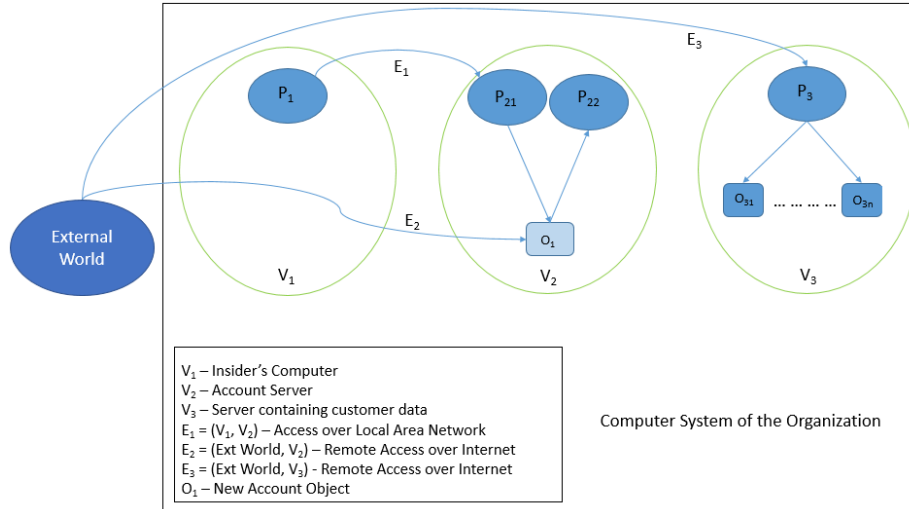 E₃
E₁
P₁
P₂₁
P₂₂
P₃
O₃₁
... ... ... ...
O₃ₙ
External
World
E₂
O₁
V₁
V₂
V₃
V₁ – Insider's Computer
V₂ – Account Server
V₃ – Server containing customer data
E₁ = (V₁, V₂) – Access over Local Area Network
E₂ = (Ext World, V₂) – Remote Access over Internet
E₃ = (Ext World, V₃) - Remote Access over Internet
O₁ – New Account Object
Computer System of the Organization